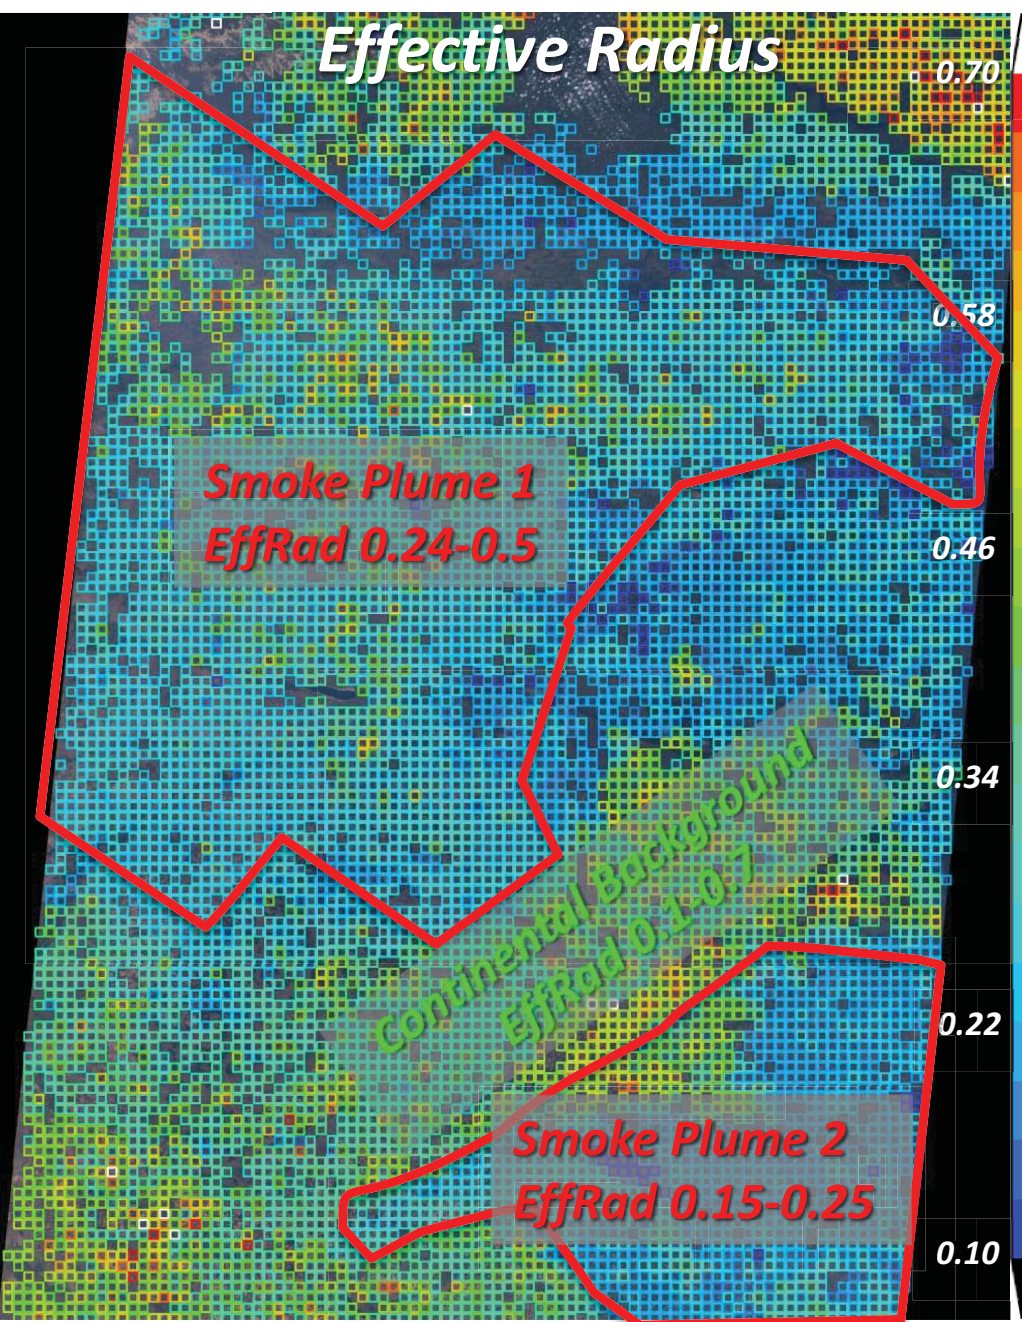 Effective Radius
0.70
0.58
Smoke Plume 1
EffRad 0.24-0.5
0.46
0.34
Continental Background
EffRad 0.1-0.7
0.22
Smoke Plume 2
EffRad 0.15-0.25
0.10